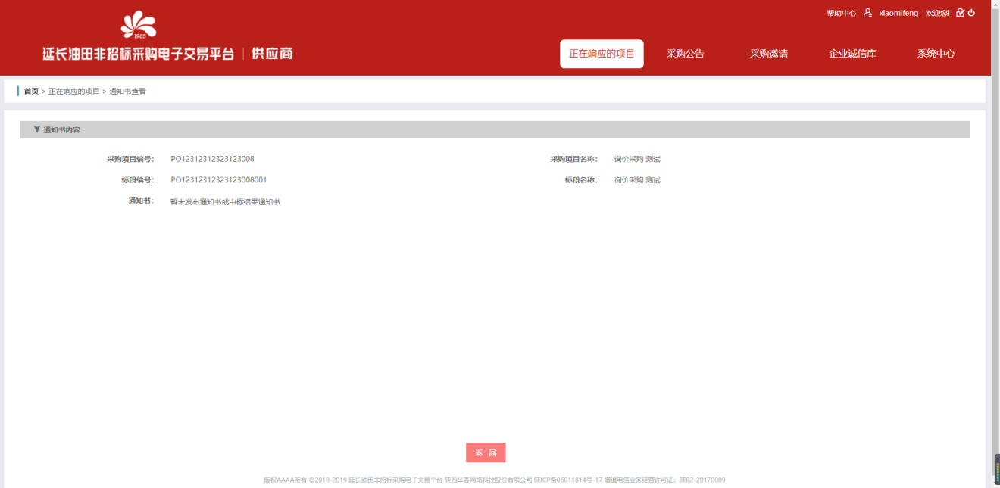 帮助中心 xiaomifeng 欢迎您!!
1905
延长油田非招标采购电子交易平台 | 供应商
正在响应的项目 采购公告 采购邀请 企业诚信库 系统中心
首页 > 正在响应的项目 > 通知书查看
通知书内容
采购项目编号: PO12312312323123008 采购项目名称: 询价采购 测试
标段编号: PO12312312323123008001 标段名称: 询价采购 测试
通知书: 暂未发布通知书或中标结果通知书
返 回
版权AAAA所有 ©2018-2019 延长油田非招标采购电子交易平台 陕西华春网络科技股份有限公司 陕ICP备06011814号-17 增值电信业务经营许可证:陕B2-20170009